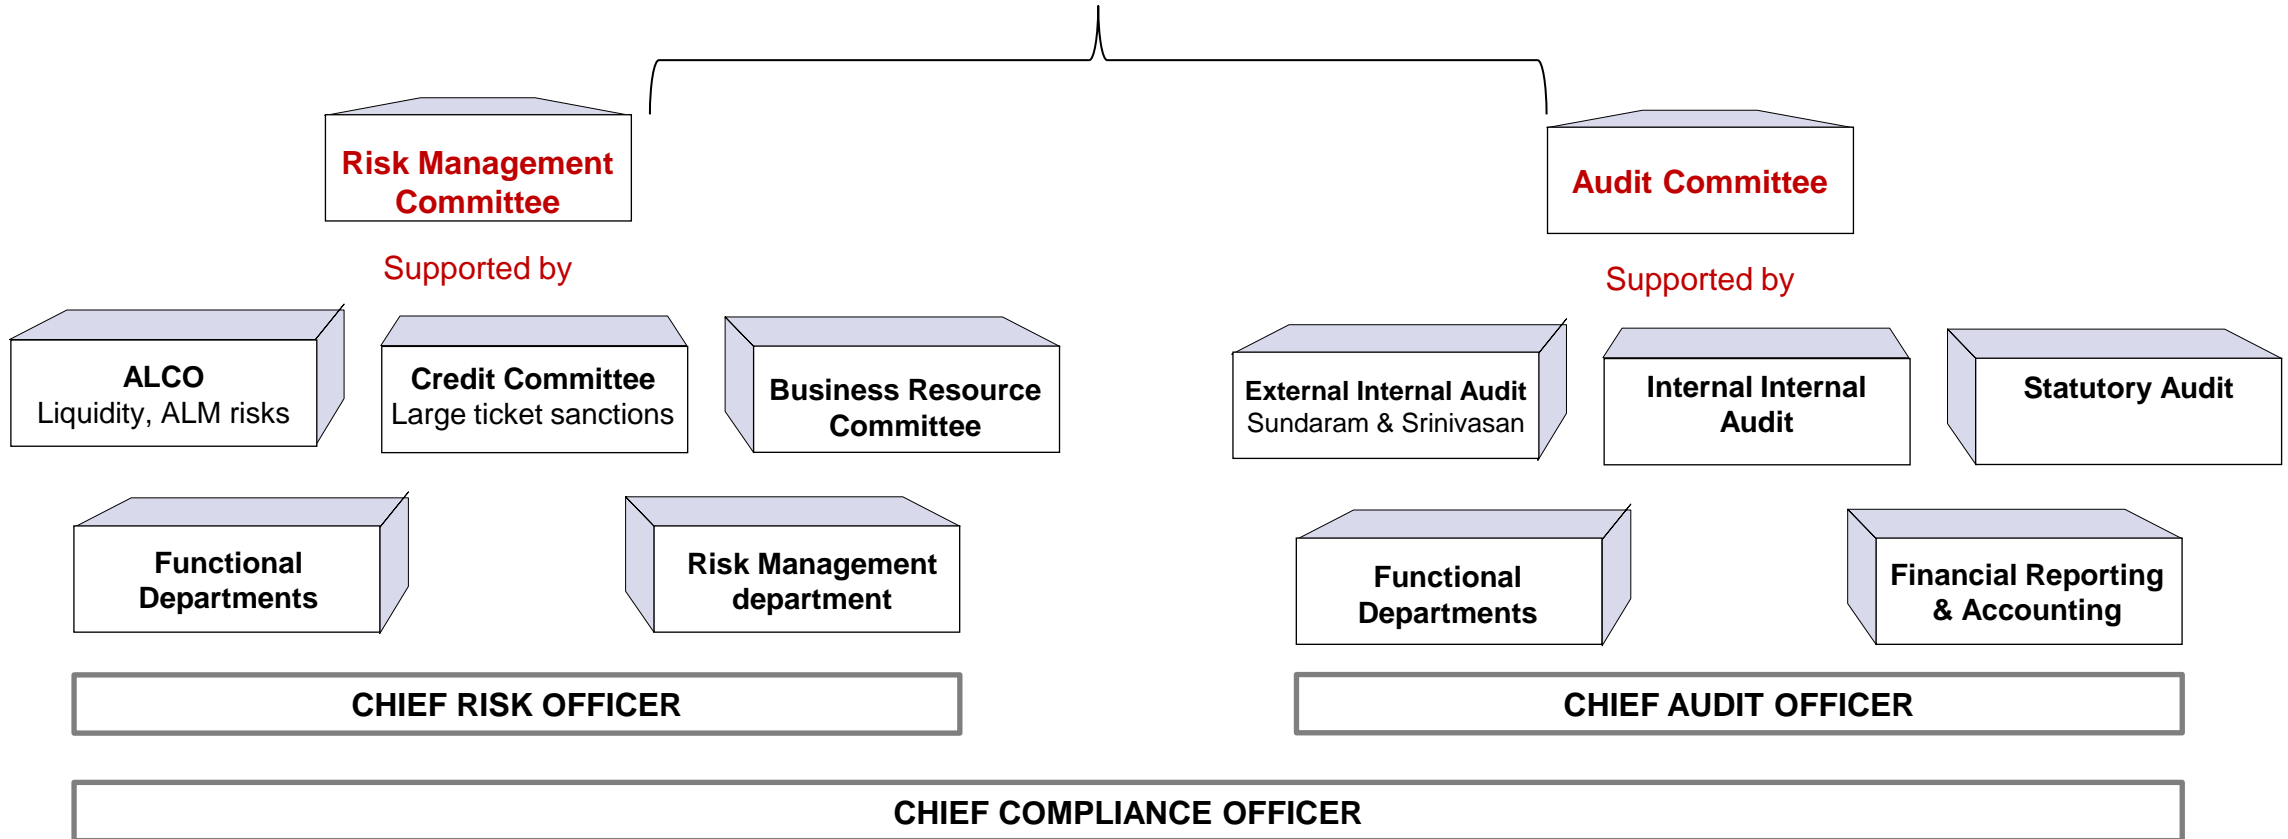 Risk Management
Committee
Supported by
ALCO
Liquidity, ALM risks
Credit Committee
Large ticket sanctions
Business Resource
Committee
Functional
Departments
Risk Management
department
CHIEF RISK OFFICER
Audit Committee
Supported by
External Internal Audit
Sundaram & Srinivasan
Internal Internal
Audit
Statutory Audit
Functional
Departments
Financial Reporting
& Accounting
CHIEF AUDIT OFFICER
CHIEF COMPLIANCE OFFICER